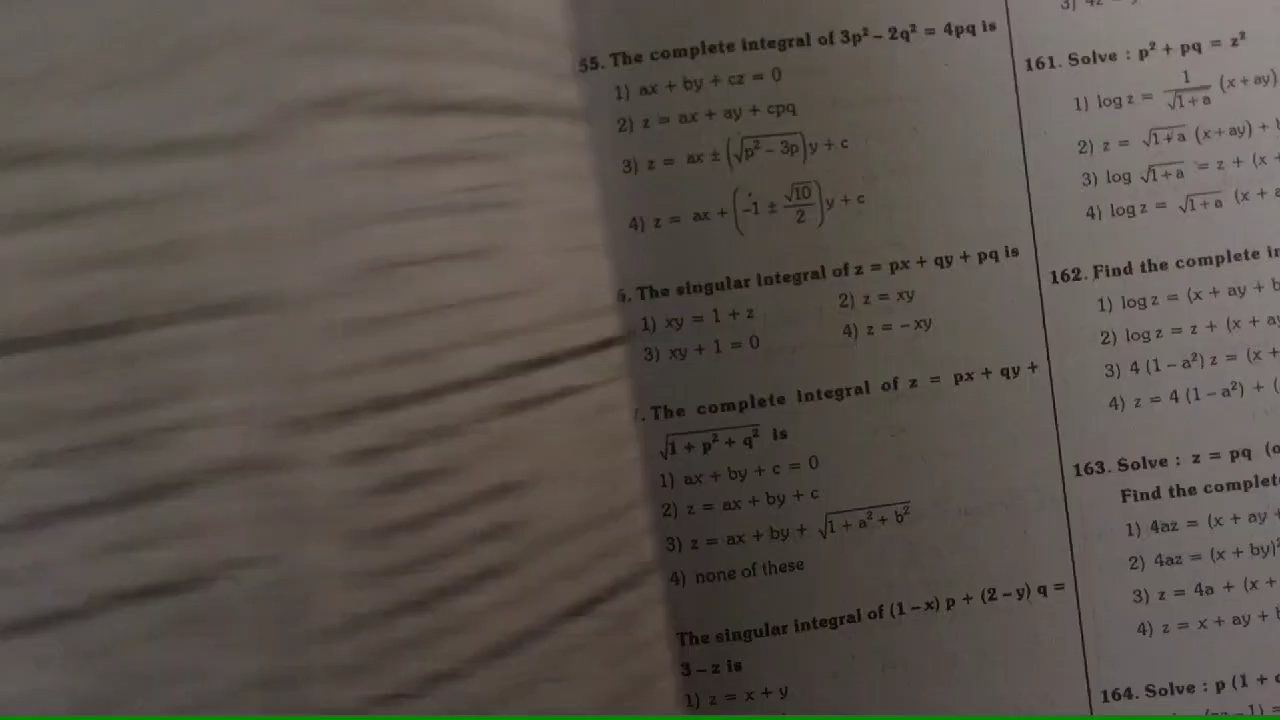 55. The complete integral of 3p² – 2q² = 4pq is
1) ax + by + cz = 0
2) z = ax + ay + cpq
3) z = ax ± (√(p² – 3p)) y + c
4) z = ax + (–1 ± √10/2) y + c
6. The singular integral of z = px + qy + pq is
1) xy = 1 + z
2) z = xy
3) xy + 1 = 0
4) z = – xy
. The complete integral of z = px + qy +
√(1 + p² + q²) is
1) ax + by + c = 0
2) z = ax + by + c
3) z = ax + by + √(1 + a² + b²)
4) none of these
The singular integral of (1 – x) p + (2 – y) q =
3 – z is
1) z = x + y
161. Solve : p² + pq = z²
1) log z = 1/√(1 + a) (x + ay)
2) z = √(1 + a) (x + ay) +
3) log √(1 + a) = z + (x +
4) log z = √(1 + a) (x +
162. Find the complete
1) log z = (x + ay +
2) log z = z + (x +
3) 4 (1 – a²) z = (x +
4) z = 4 (1 – a²) +
163. Solve : z = pq
Find the complete
1) 4az = (x + ay
2) 4az = (x + by)
3) z = 4a + (x +
4) z = x + ay +
164. Solve : p (1 +